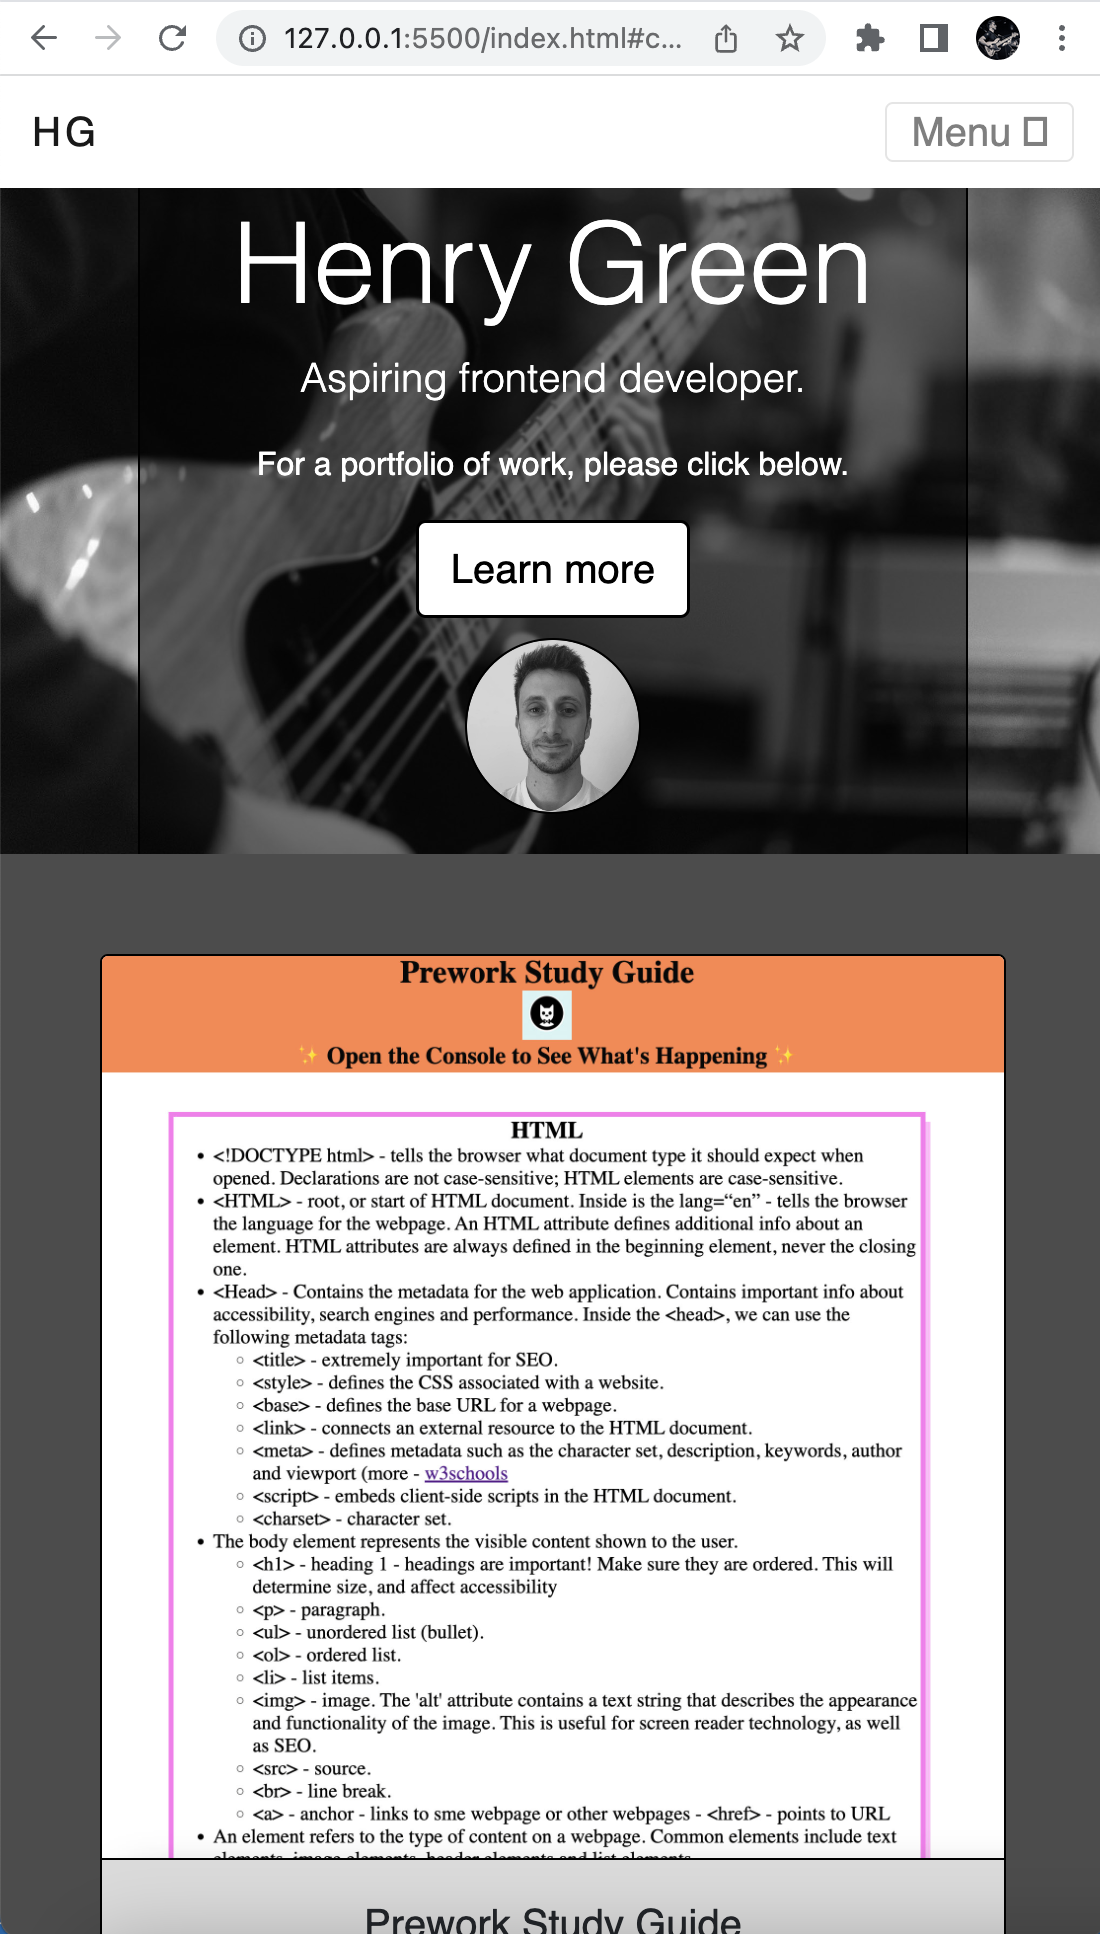 127.0.0.1:5500/index.html#c...
HG
Menu
Henry Green
Aspiring frontend developer.
For a portfolio of work, please click below.
Learn more
Prework Study Guide
✨ Open the Console to See What's Happening ✨
HTML
• <!DOCTYPE html> - tells the browser what document type it should expect when
opened. Declarations are not case-sensitive; HTML elements are case-sensitive.
• <HTML> - root, or start of HTML document. Inside is the lang=“en” - tells the browser
the language for the webpage. An HTML attribute defines additional info about an
element. HTML attributes are always defined in the beginning element, never the closing
one.
• <Head> - Contains the metadata for the web application. Contains important info about
accessibility, search engines and performance. Inside the <head>, we can use the
following metadata tags:
◦ <title> - extremely important for SEO.
◦ <style> - defines the CSS associated with a website.
◦ <base> - defines the base URL for a webpage.
◦ <link> - connects an external resource to the HTML document.
◦ <meta> - defines metadata such as the character set, description, keywords, author
and viewport (more - w3schools
◦ <script> - embeds client-side scripts in the HTML document.
◦ <charset> - character set.
• The body element represents the visible content shown to the user.
◦ <h1> - heading 1 - headings are important! Make sure they are ordered. This will
determine size, and affect accessibility
◦ <p> - paragraph.
◦ <ul> - unordered list (bullet).
◦ <ol> - ordered list.
◦ <li> - list items.
◦ <img> - image. The 'alt' attribute contains a text string that describes the appearance
and functionality of the image. This is useful for screen reader technology, as well
as SEO.
◦ <src> - source.
◦ <br> - line break.
◦ <a> - anchor - links to sme webpage or other webpages - <href> - points to URL
• An element refers to the type of content on a webpage. Common elements include text
elements, image elements, header elements and list elements.
Prework Study Guide